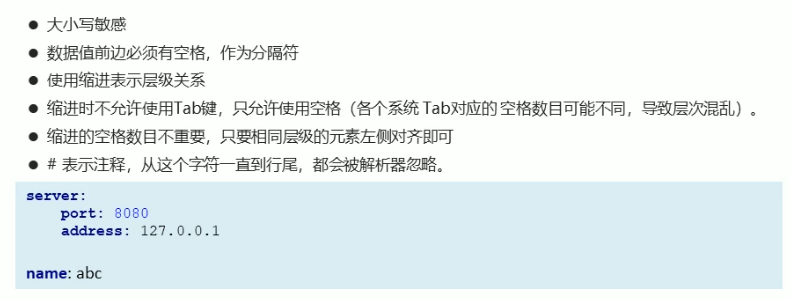 ● 大小写敏感
● 数据值前边必须有空格，作为分隔符
● 使用缩进表示层级关系
● 缩进时不允许使用Tab键，只允许使用空格（各个系统 Tab对应的 空格数目可能不同，导致层次混乱）。
● 缩进的空格数目不重要，只要相同层级的元素左侧对齐即可
● # 表示注释，从这个字符一直到行尾，都会被解析器忽略。
server:
    port: 8080
    address: 127.0.0.1
name: abc